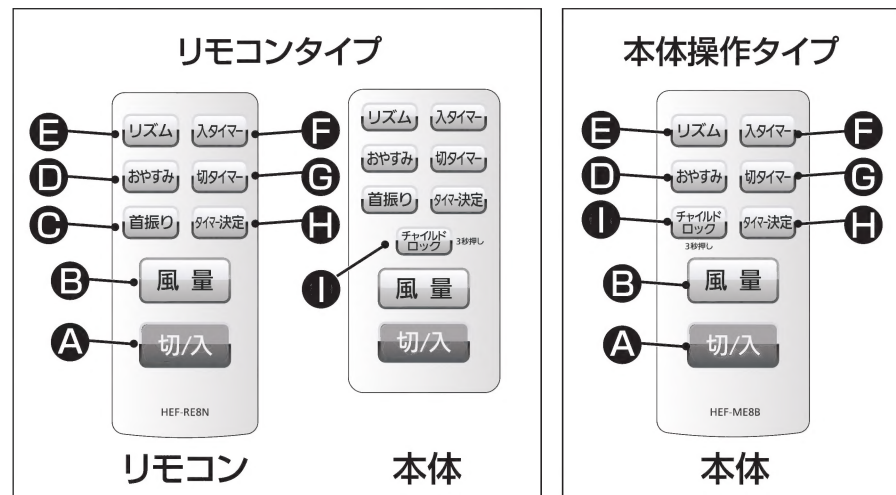 リモコンタイプ
E リズム 入タイマー F
D おやすみ 切タイマー G
C 首振り タイマー決定 H
B 風量
A 切/入
HEF-RE8N
リモコン
リズム 入タイマー
おやすみ 切タイマー
首振り タイマー決定
I チャイルド
ロック 3秒押し
風量
切/入
本体
本体操作タイプ
E リズム 入タイマー F
D おやすみ 切タイマー G
I チャイルド
ロック タイマー決定 H
3秒押し
B 風量
A 切/入
HEF-ME8B
本体